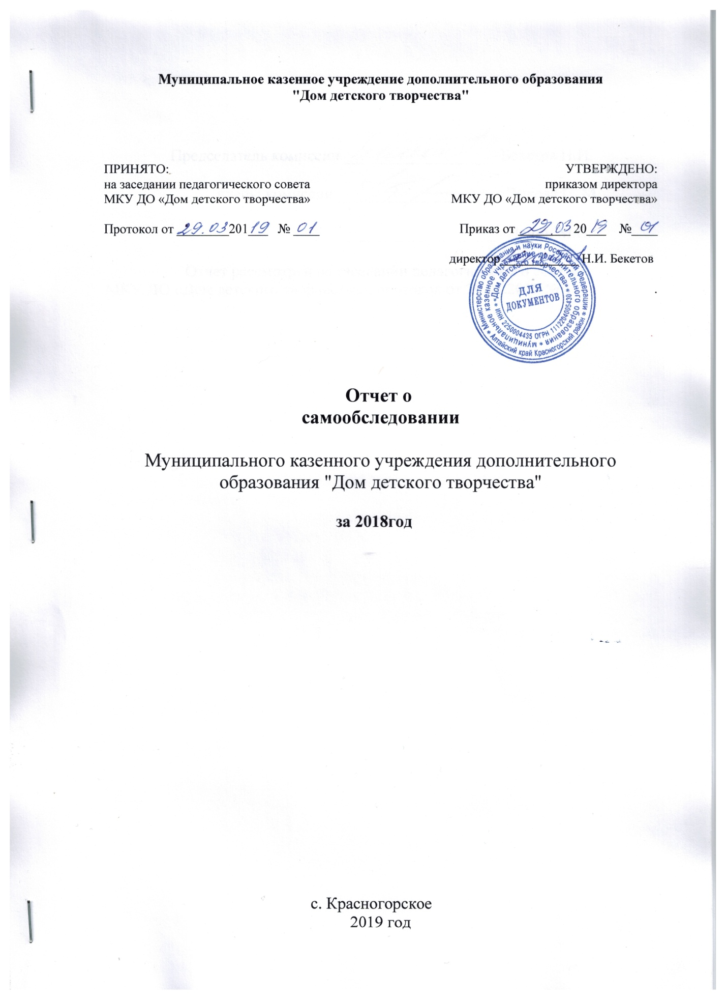 Муниципальное казенное учреждение дополнительного образования
"Дом детского творчества"
ПРИНЯТО:
на заседании педагогического совета
МКУ ДО «Дом детского творчества»
Протокол от 29.03 201 19 № 01
УТВЕРЖДЕНО:
приказом директора
МКУ ДО «Дом детского творчества»
Приказ от 29.03 20 19 № 01
директор Н.И. Бекетов
* Министерство образования и науки Российской Федерации *
Алтайский край Красногорский район
* Муниципальное казенное учреждение дополнительного образования
* «Дом детского творчества» *
ИНН 2250004435 ОГРН 1112204005430
ДЛЯ
ДОКУМЕНТОВ
Отчет о
самообследовании
Муниципального казенного учреждения дополнительного
образования "Дом детского творчества"
за 2018год
с. Красногорское
2019 год